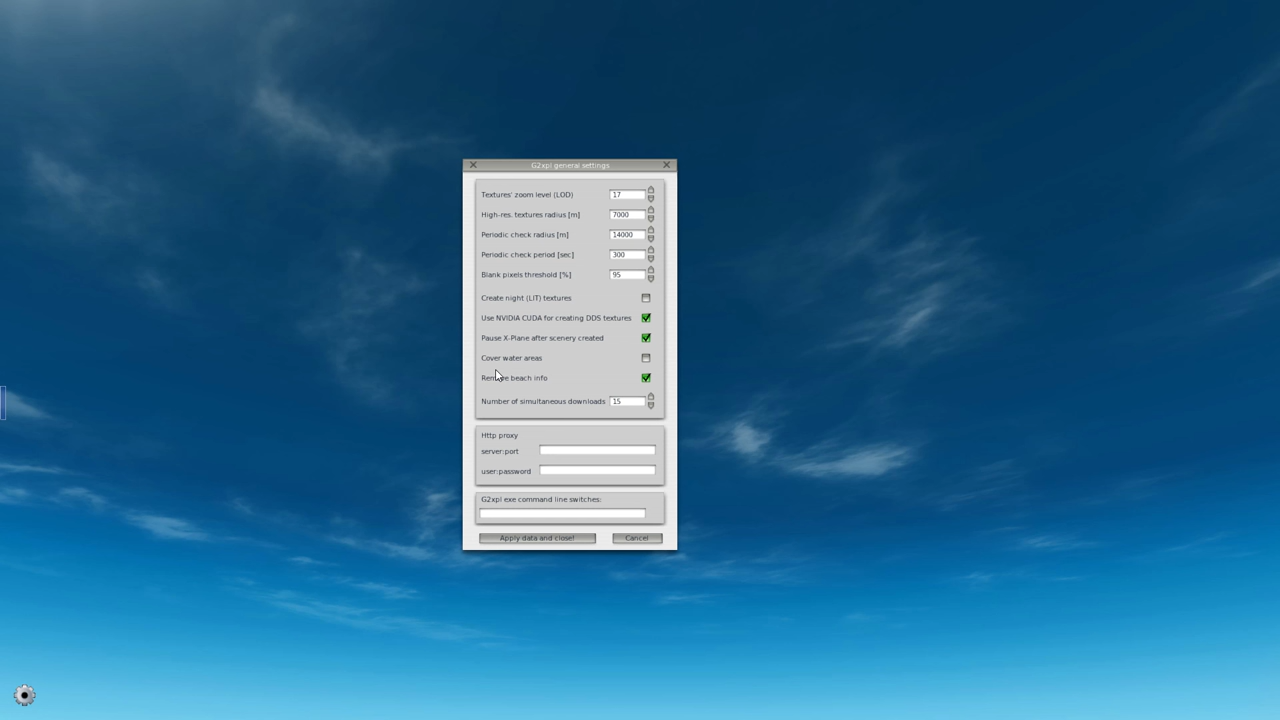 G2xpl general settings
Textures' zoom level (LOD) 17
High-res. textures radius [m] 7000
Periodic check radius [m] 14000
Periodic check period [sec] 300
Blank pixels threshold [%] 95
Create night (LIT) textures
Use NVIDIA CUDA for creating DDS textures
Pause X-Plane after scenery created
Cover water areas
Remove beach info
Number of simultaneous downloads 15
Http proxy
server:port
user:password
G2xpl exe command line switches:
Apply data and close! Cancel